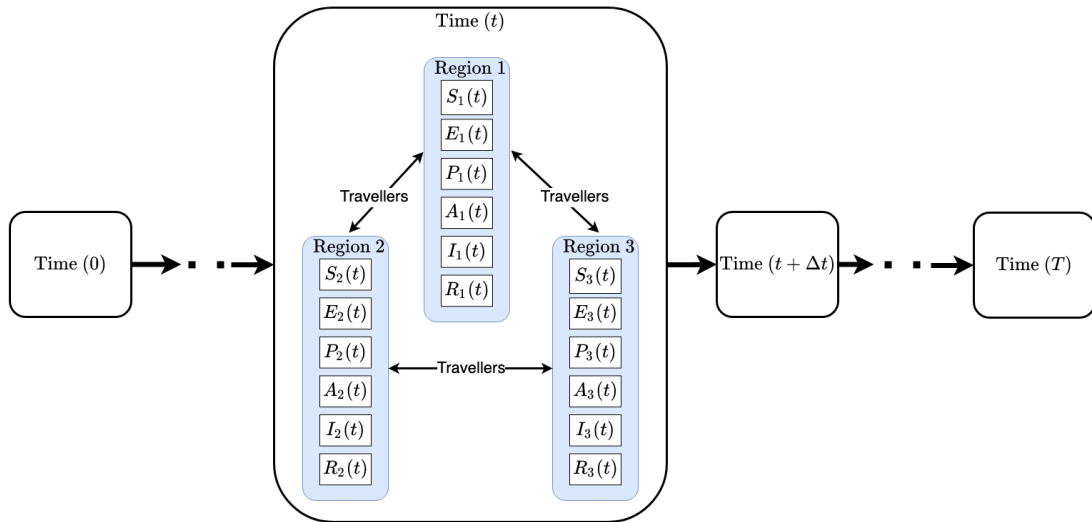 Time (t)
Region 1
S₁(t)
E₁(t)
P₁(t)
A₁(t)
I₁(t)
R₁(t)
Travellers
Travellers
Time (0)
Region 2
S₂(t)
E₂(t)
P₂(t)
A₂(t)
I₂(t)
R₂(t)
Travellers
Region 3
S₃(t)
E₃(t)
P₃(t)
A₃(t)
I₃(t)
R₃(t)
Time (t + Δt)
Time (T)